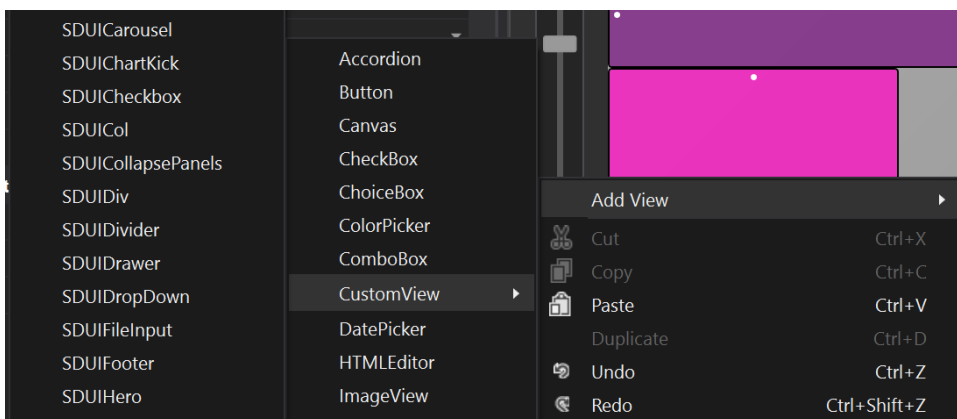 SDUICarousel
SDUIChartKick
SDUICheckbox
SDUICol
SDUICollapsePanels
SDUIDiv
SDUIDivider
SDUIDrawer
SDUIDropDown
SDUIFileInput
SDUIFooter
SDUIHero
Accordion
Button
Canvas
CheckBox
ChoiceBox
ColorPicker
ComboBox
CustomView
DatePicker
HTMLEditor
ImageView
Add View
Cut Ctrl+X
Copy Ctrl+C
Paste Ctrl+V
Duplicate Ctrl+D
Undo Ctrl+Z
Redo Ctrl+Shift+Z